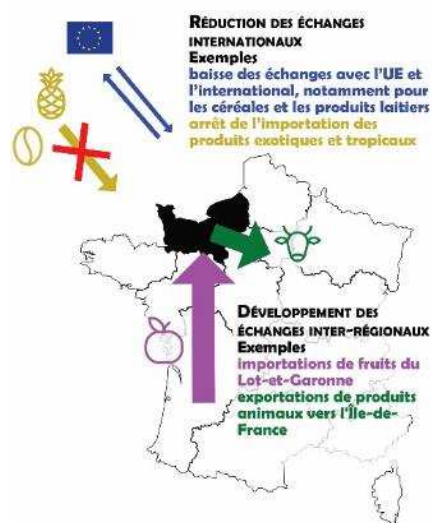 RÉDUCTION DES ÉCHANGES
INTERNATIONAUX
Exemples
baisse des échanges avec l'UE et
l'international, notamment pour
les céréales et les produits laitiers
arrêt de l'importation des
produits exotiques et tropicaux
DÉVELOPPEMENT DES
ÉCHANGES INTER-RÉGIONAUX
Exemples
importations de fruits du
Lot-et-Garonne
exportations de produits
animaux vers l'Île-de-
France